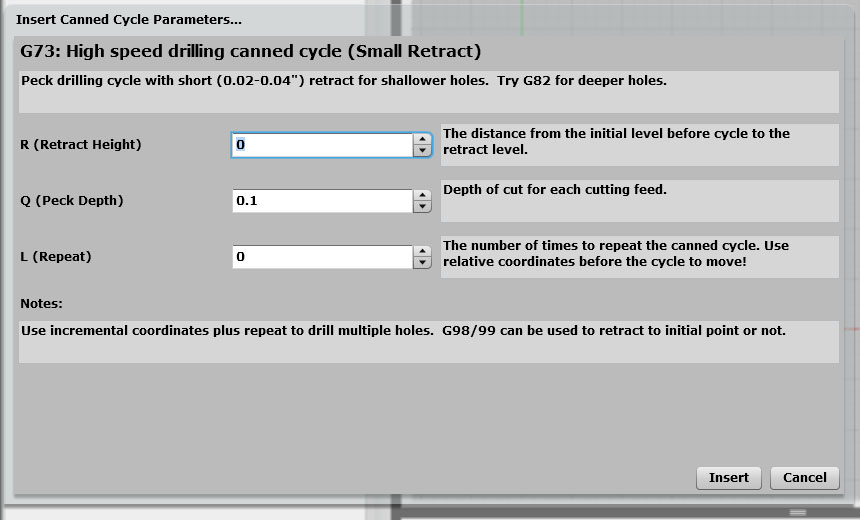 Insert Canned Cycle Parameters...
G73: High speed drilling canned cycle (Small Retract)
Peck drilling cycle with short (0.02-0.04") retract for shallower holes.  Try G82 for deeper holes.
R (Retract Height)
0
The distance from the initial level before cycle to the
retract level.
Q (Peck Depth)
0.1
Depth of cut for each cutting feed.
L (Repeat)
0
The number of times to repeat the canned cycle. Use
relative coordinates before the cycle to move!
Notes:
Use incremental coordinates plus repeat to drill multiple holes.  G98/99 can be used to retract to initial point or not.
Insert
Cancel